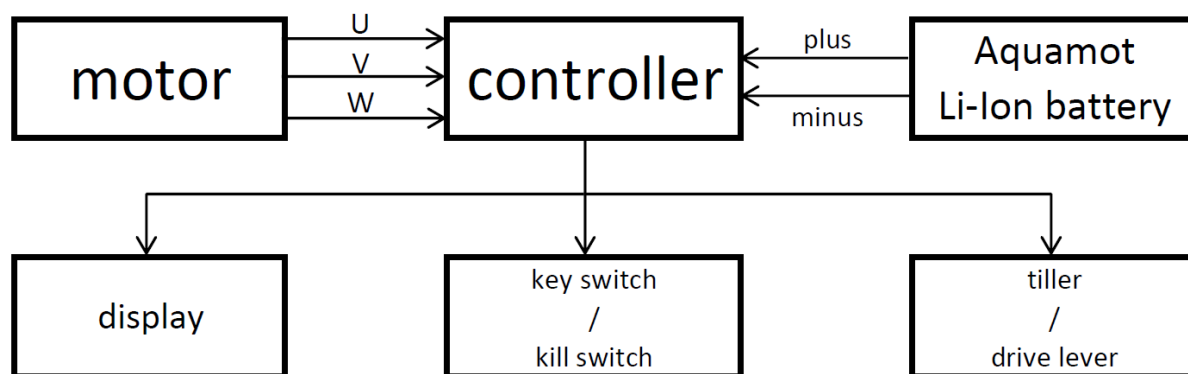 motor
U
V
W
controller
plus
minus
Aquamot
Li-Ion battery
display
key switch
/
kill switch
tiller
/
drive lever